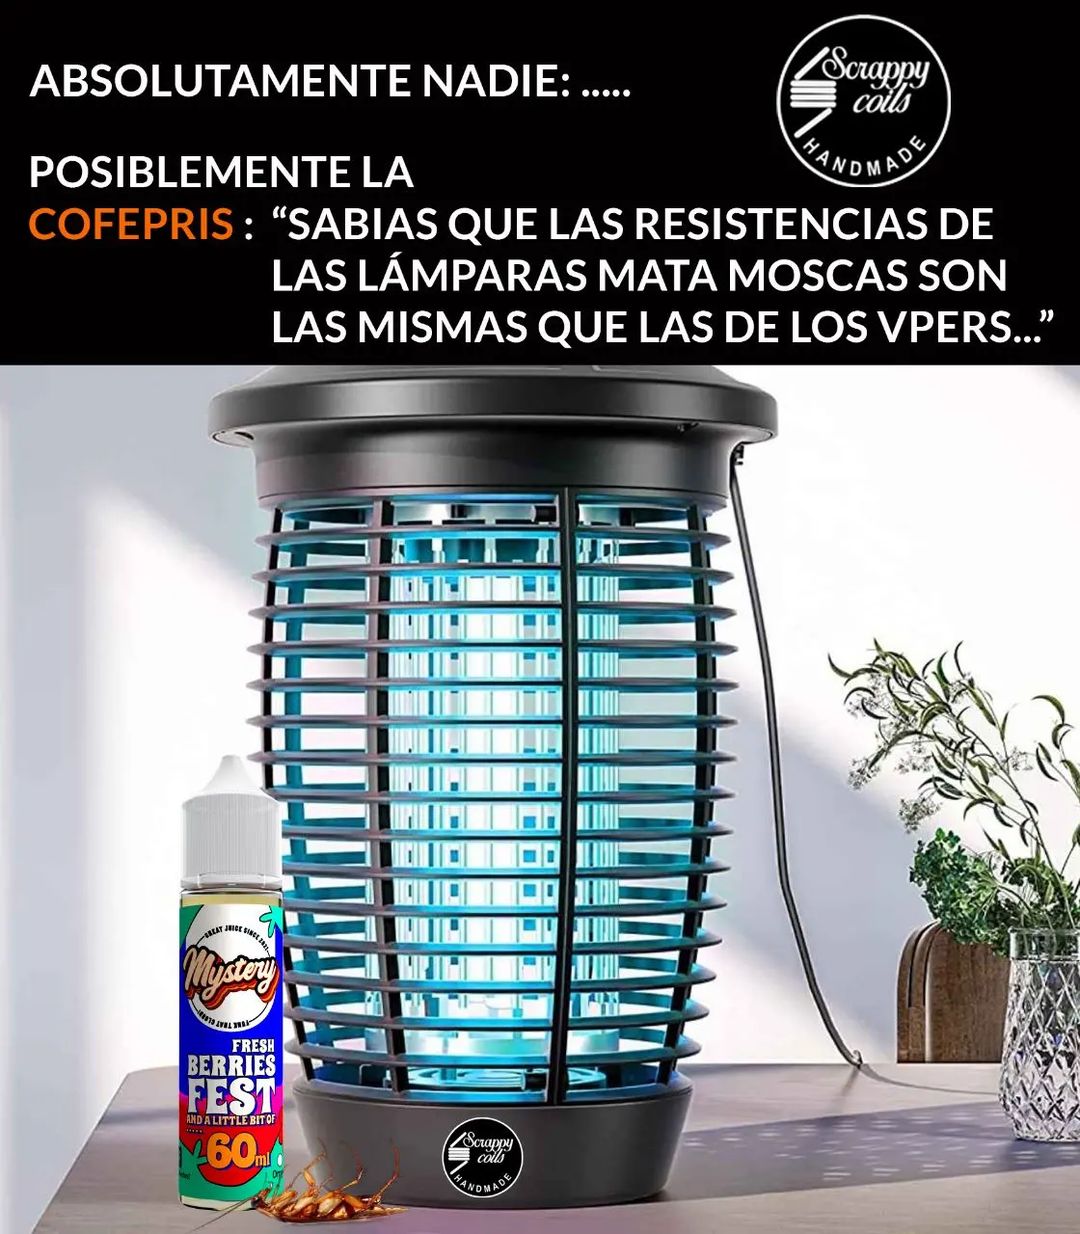 ABSOLUTAMENTE NADIE: .....
Scrappy
coils
HANDMADE
POSIBLEMENTE LA
COFEPRIS : “SABIAS QUE LAS RESISTENCIAS DE
LAS LÁMPARAS MATA MOSCAS SON
LAS MISMAS QUE LAS DE LOS VPERS...”
Mystery
FRESH
BERRIES
FEST
AND A LITTLE BIT OF
60ml
Scrappy
coils
HANDMADE